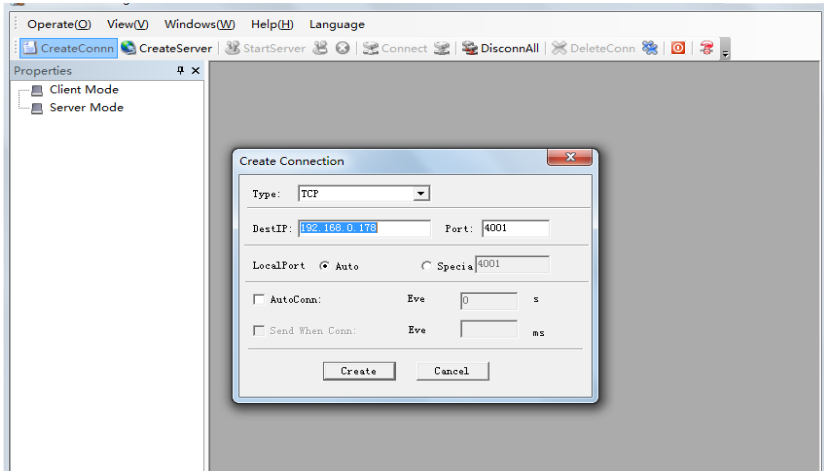 Operate(O) View(V) Windows(W) Help(H) Language
CreateConnn CreateServer StartServer Connect DisconnAll DeleteConn
Properties
Client Mode
Server Mode
Create Connection
Type: TCP
DestIP: 192.168.0.178 Port: 4001
LocalPort Auto Specia 4001
AutoConn: Eve 0 s
Send When Conn: Eve ms
Create Cancel